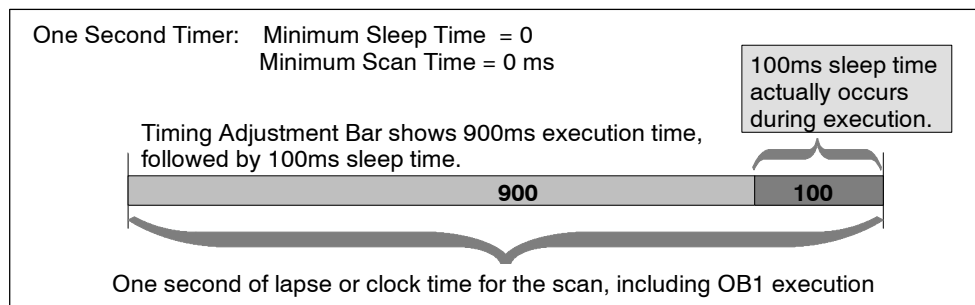 One Second Timer: Minimum Sleep Time = 0
Minimum Scan Time = 0 ms
100ms sleep time
actually occurs
during execution.
Timing Adjustment Bar shows 900ms execution time,
followed by 100ms sleep time.
900
100
One second of lapse or clock time for the scan, including OB1 execution